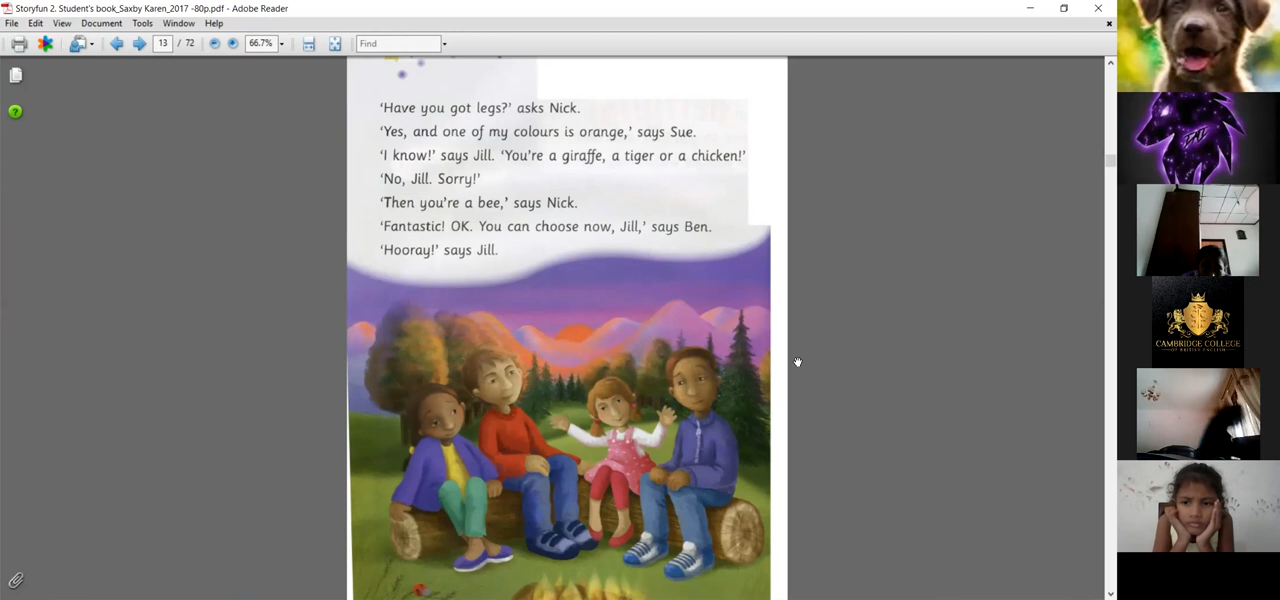 Storyfun 2. Student's book_Saxby Karen_2017 -80p.pdf - Adobe Reader
File Edit View Document Tools Window Help
13 / 72 66.7% Find
'Have you got legs?' asks Nick.
'Yes, and one of my colours is orange,' says Sue.
'I know!' says Jill. 'You're a giraffe, a tiger or a chicken!'
'No, Jill. Sorry!'
'Then you're a bee,' says Nick.
'Fantastic! OK. You can choose now, Jill,' says Ben.
'Hooray!' says Jill.
CAMBRIDGE COLLEGE
OF BRITISH ENGLISH